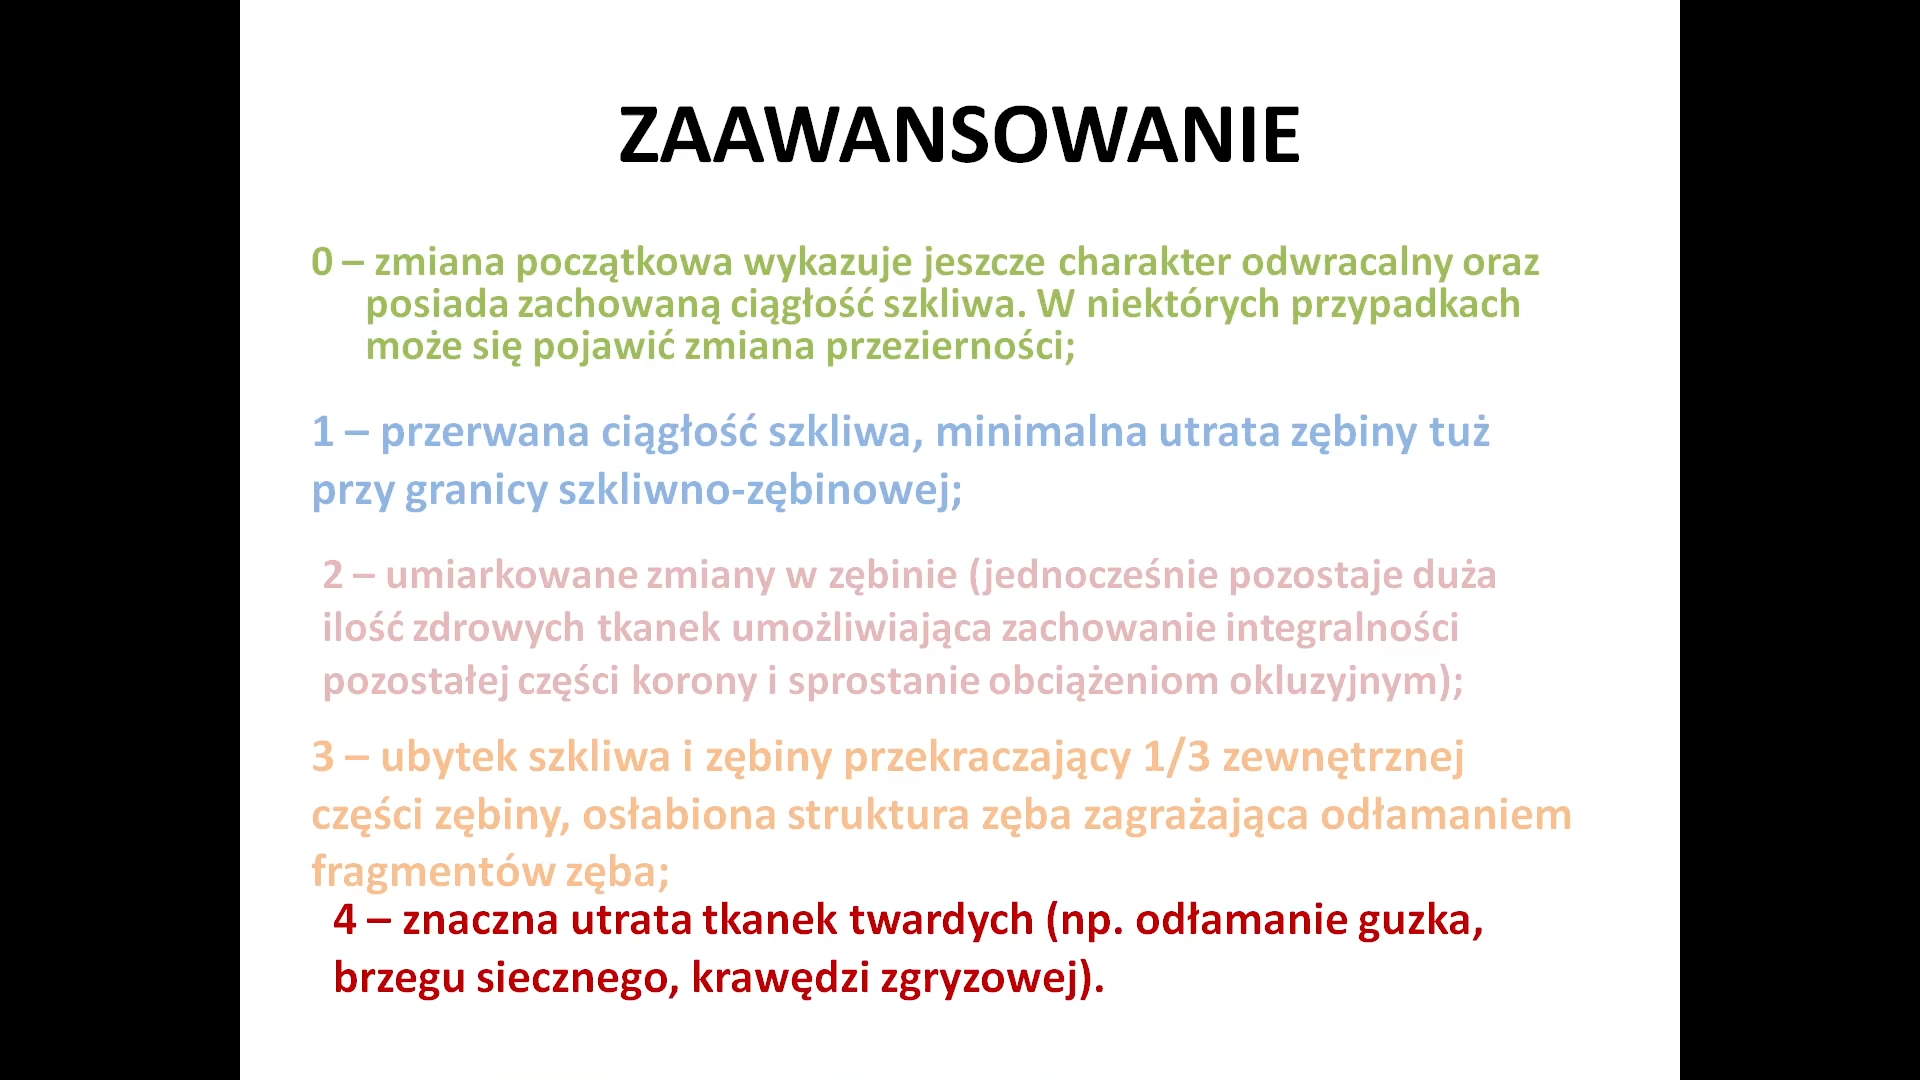 ZAAWANSOWANIE
0 – zmiana początkowa wykazuje jeszcze charakter odwracalny oraz
posiada zachowaną ciągłość szkliwa. W niektórych przypadkach
może się pojawić zmiana przezierności;
1 – przerwana ciągłość szkliwa, minimalna utrata zębiny tuż
przy granicy szkliwno-zębinowej;
2 – umiarkowane zmiany w zębinie (jednocześnie pozostaje duża
ilość zdrowych tkanek umożliwiająca zachowanie integralności
pozostałej części korony i sprostanie obciążeniom okluzyjnym);
3 – ubytek szkliwa i zębiny przekraczający 1/3 zewnętrznej
części zębiny, osłabiona struktura zęba zagrażająca odłamaniem
fragmentów zęba;
4 – znaczna utrata tkanek twardych (np. odłamanie guzka,
brzegu siecznego, krawędzi zgryzowej).